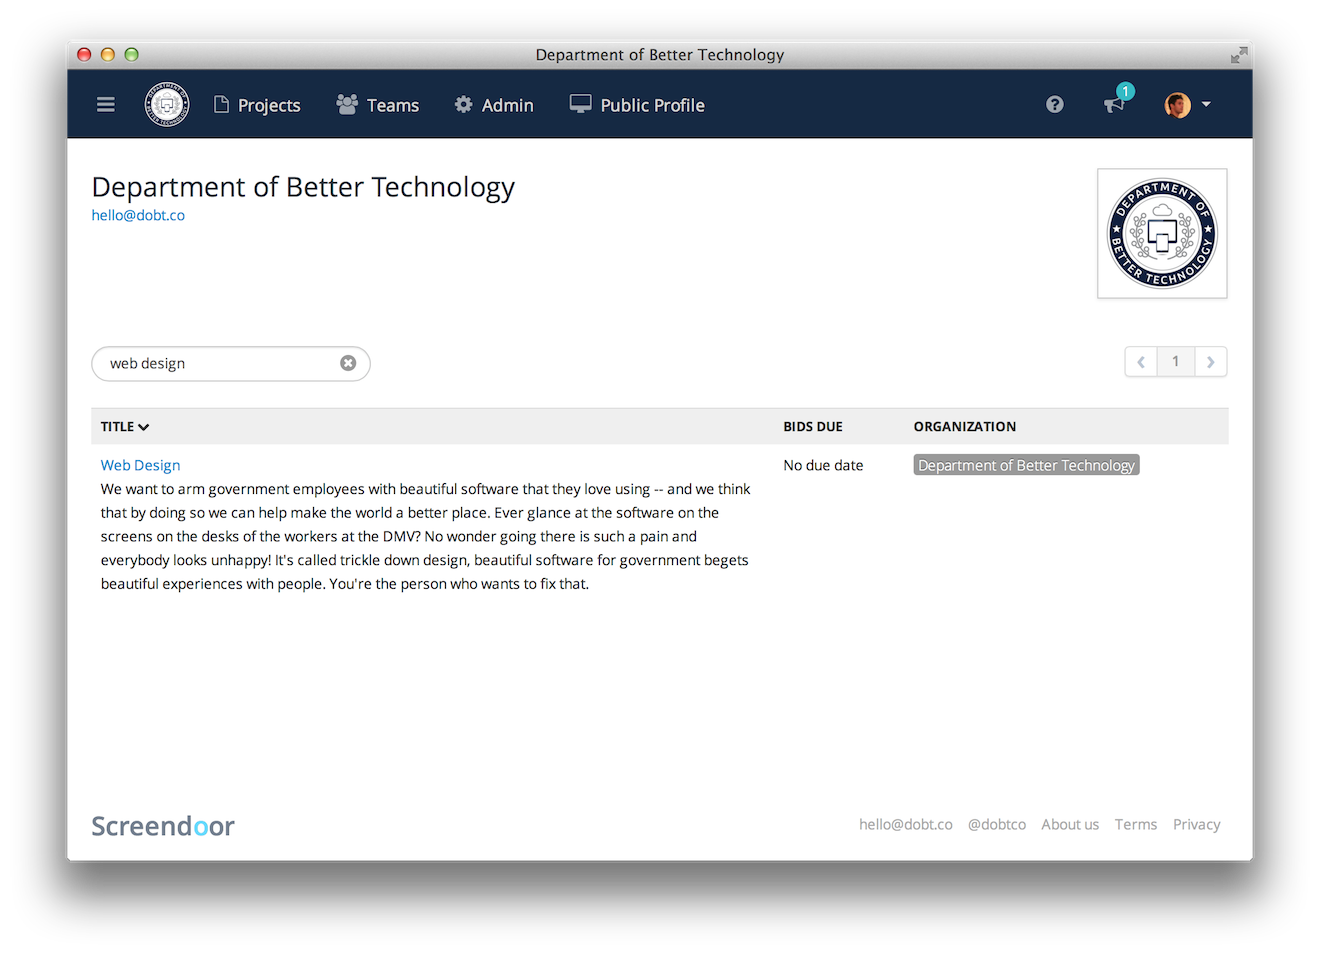 Department of Better Technology
Projects
Teams
Admin
Public Profile
1
Department of Better Technology
hello@dobt.co
DEPARTMENT OF
BETTER TECHNOLOGY
web design
1
TITLE
BIDS DUE
ORGANIZATION
Web Design
No due date
Department of Better Technology
We want to arm government employees with beautiful software that they love using -- and we think
that by doing so we can help make the world a better place. Ever glance at the software on the
screens on the desks of the workers at the DMV? No wonder going there is such a pain and
everybody looks unhappy! It's called trickle down design, beautiful software for government begets
beautiful experiences with people. You're the person who wants to fix that.
Screendoor
hello@dobt.co
@dobtco
About us
Terms
Privacy